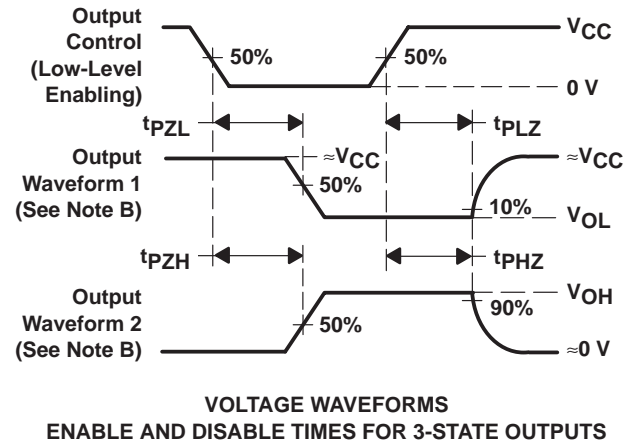 Output
Control
(Low-Level
Enabling)
50%
50%
VCC
0 V
tPZL
tPLZ
Output
Waveform 1
(See Note B)
≈VCC
50%
≈VCC
10%
VOL
tPZH
tPHZ
Output
Waveform 2
(See Note B)
50%
VOH
90%
≈0 V
VOLTAGE WAVEFORMS
ENABLE AND DISABLE TIMES FOR 3-STATE OUTPUTS